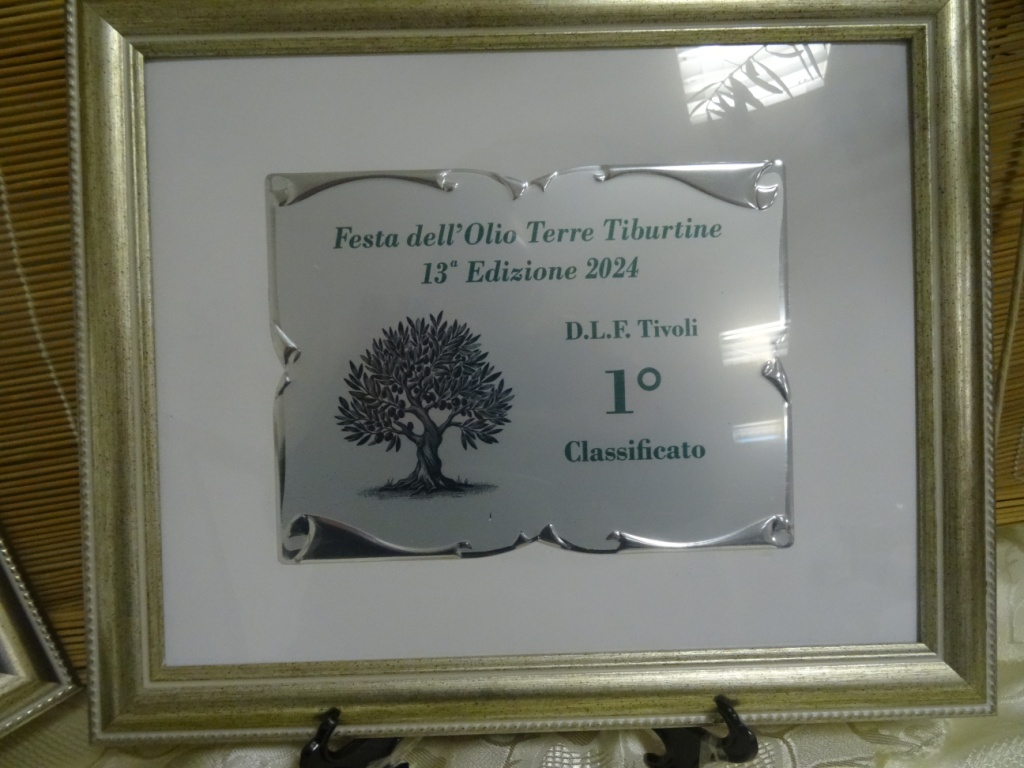 Festa dell'Olio Terre Tiburtine
13ª Edizione 2024
D.L.F. Tivoli
1°
Classificato